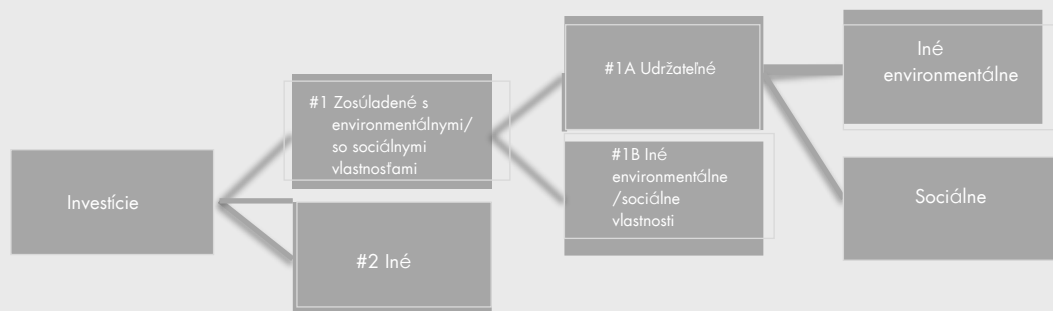 Investície
#1 Zosúladené s
environmentálnymi/
so sociálnymi
vlastnosťami
#2 Iné
#1A Udržateľné
#1B Iné
environmentálne
/sociálne
vlastnosti
Iné
environmentálne
Sociálne